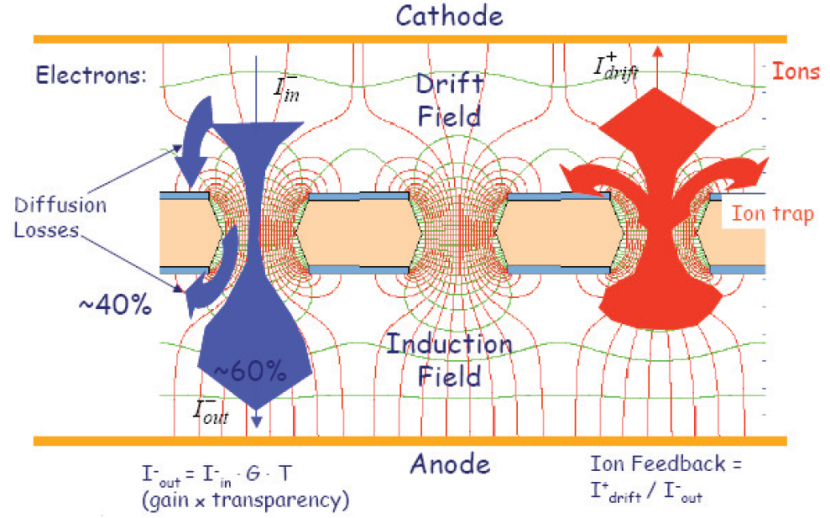 Cathode
Electrons:
I⁻in
Drift
Field
I⁺drift
Ions
Diffusion
Losses
Ion trap
~40%
~60%
Induction
Field
I⁻out
Anode
I⁻out = I⁻in · G · T
(gain x transparency)
Ion Feedback =
I⁺drift / I⁻out